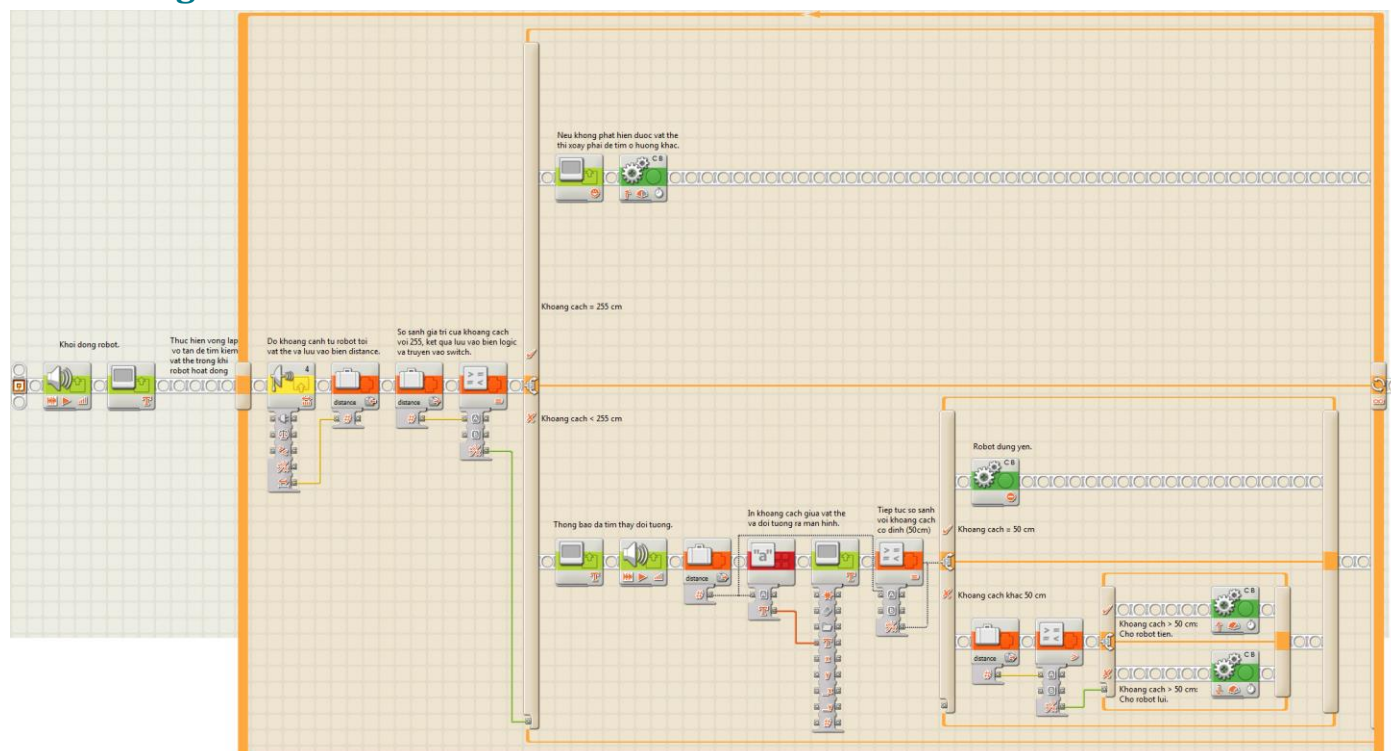 Neu khong phat hien duoc vat the
thi xoay phai de tim o huong khac.
C B
Khoang cach = 255 cm
Khoi dong robot.
Thuc hien vong lap
vo tan de tim kiem
vat the trong khi
robot hoat dong
Do khoang canh tu robot toi
vat the va luu vao bien distance.
So sanh gia tri cua khoang cach
voi 255, ket qua luu vao bien logic
va truyen vao switch.
4
distance
distance
Khoang cach < 255 cm
Robot dung yen.
C B
Thong bao da tim thay doi tuong.
In khoang cach giua vat the
va doi tuong ra man hinh.
Tiep tuc so sanh
voi khoang cach
co dinh (50cm)
Khoang cach = 50 cm
"a"
distance
Khoang cach khac 50 cm
C B
Khoang cach > 50 cm:
Cho robot tien.
distance
C B
Khoang cach > 50 cm:
Cho robot lui.